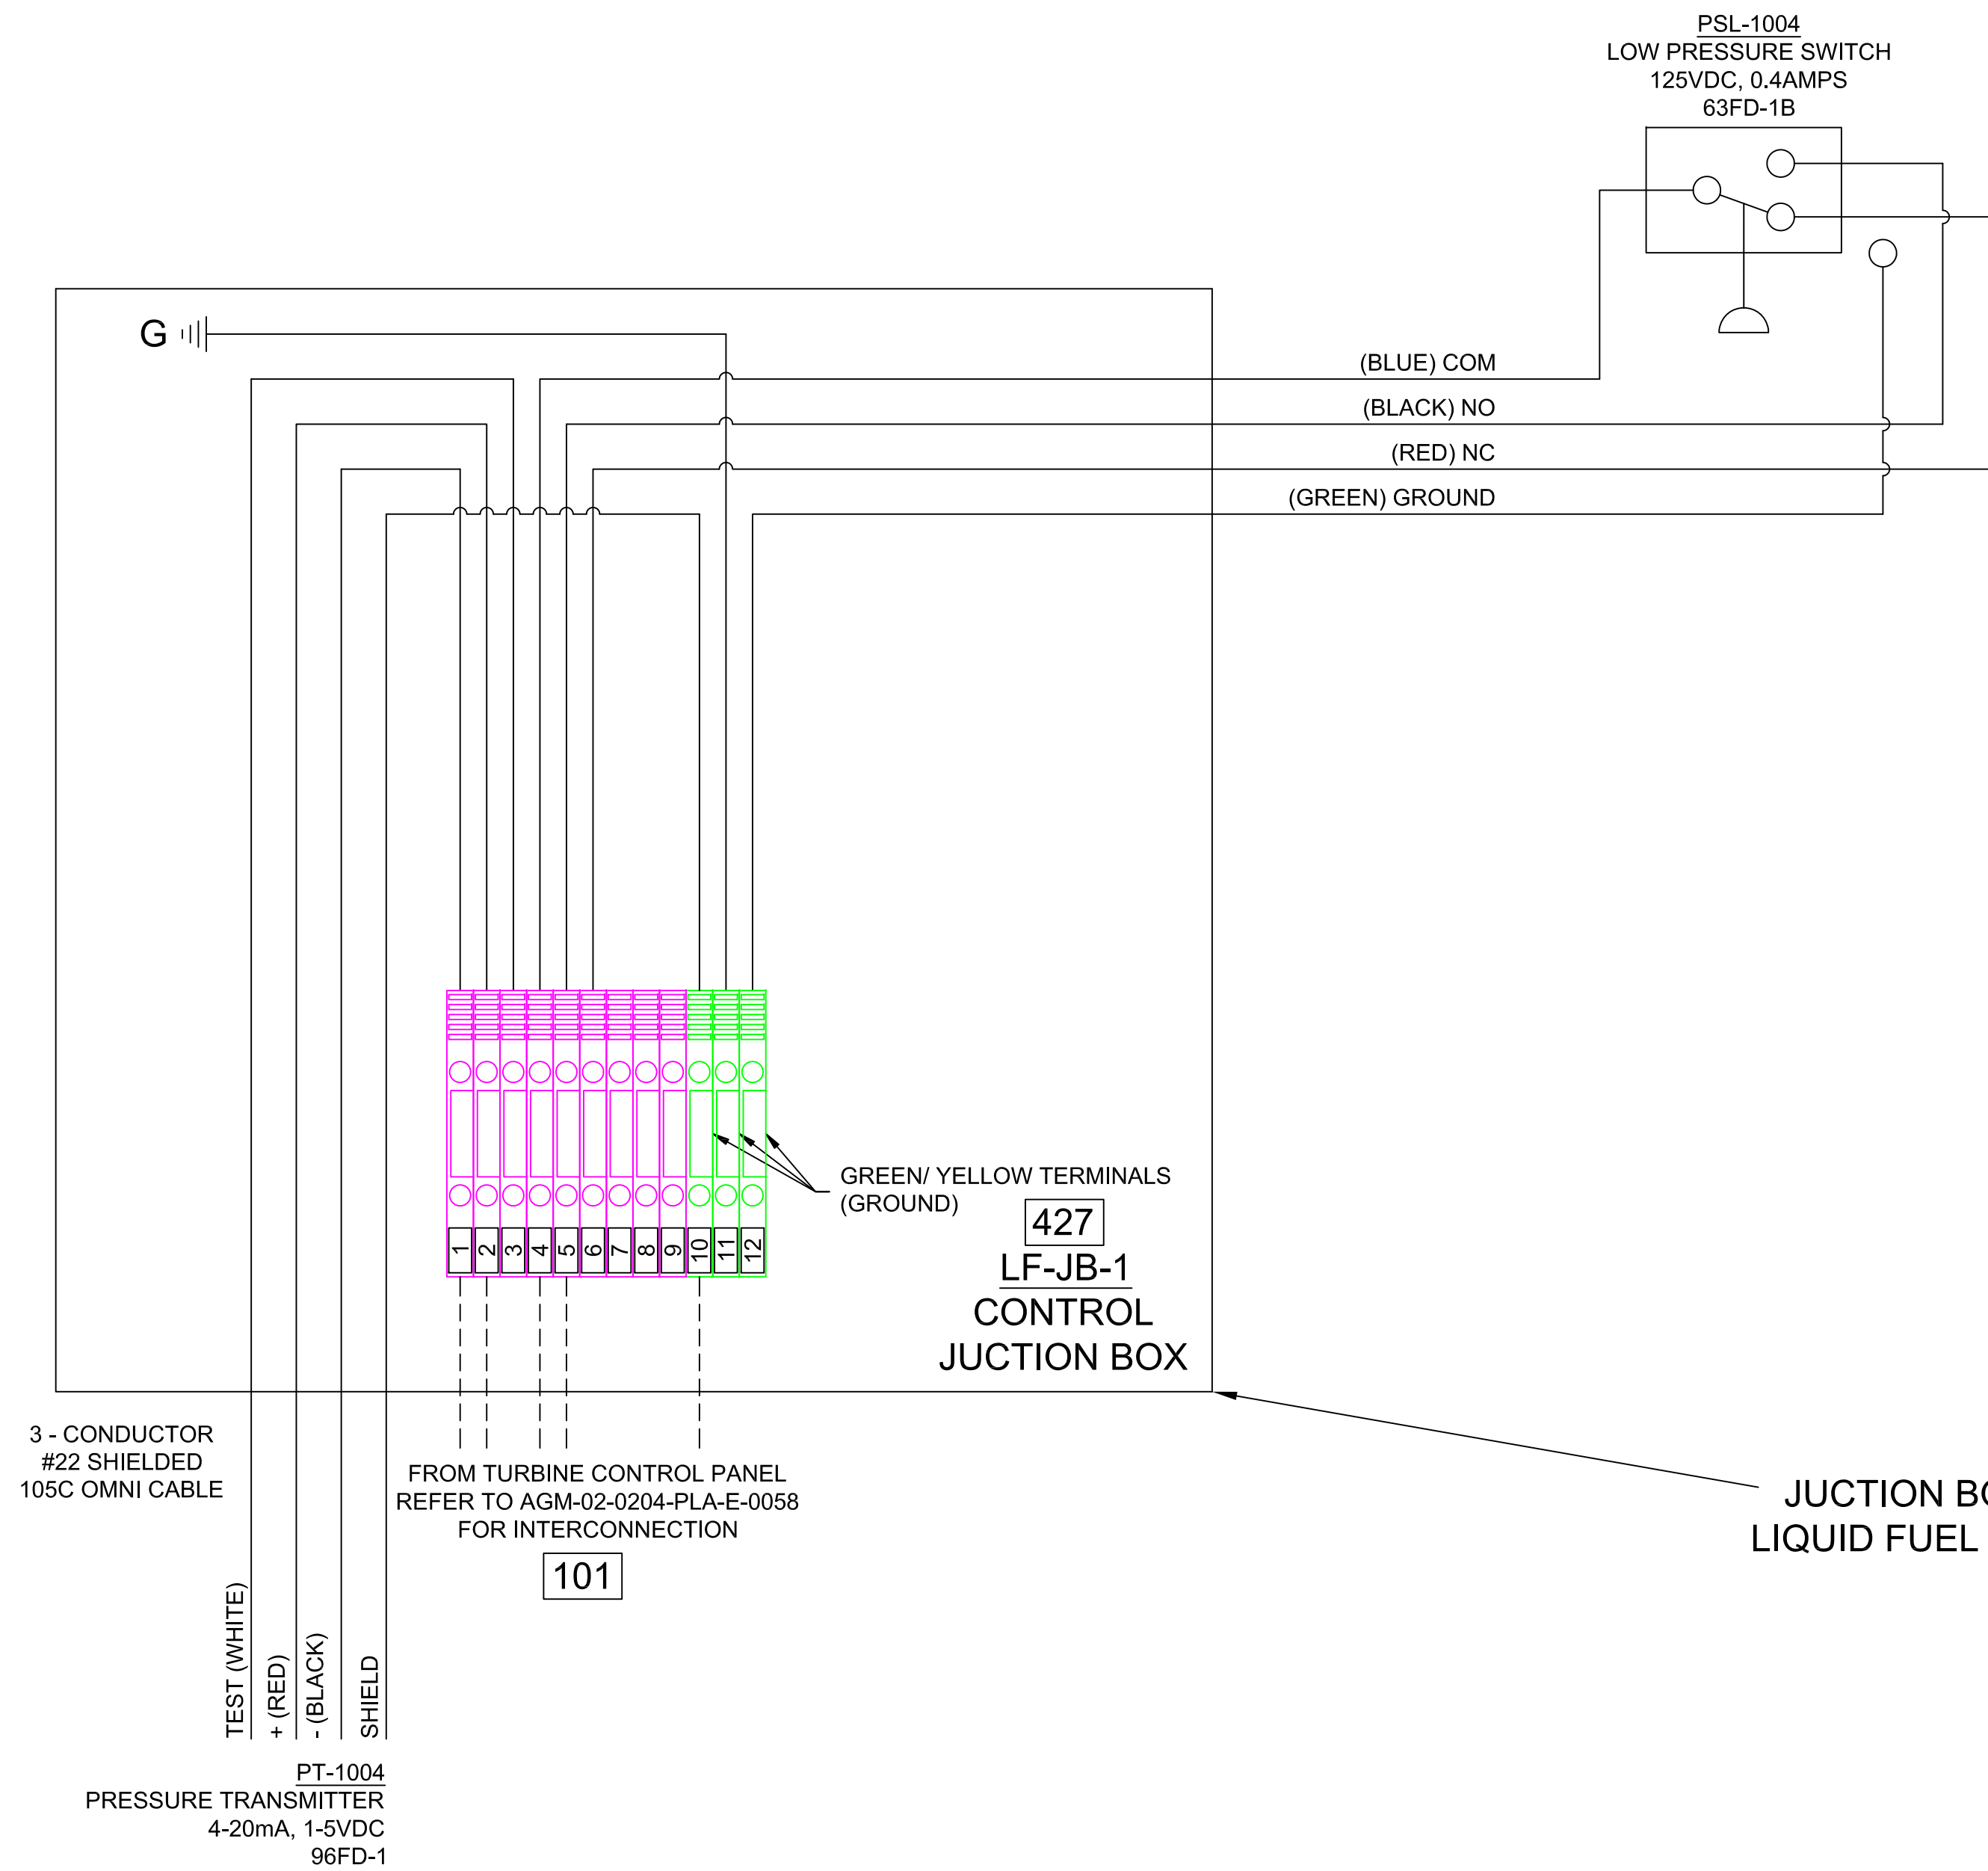 PSL-1004
LOW PRESSURE SWITCH
125VDC, 0.4AMPS
63FD-1B
G
(BLUE) COM
(BLACK) NO
(RED) NC
(GREEN) GROUND
GREEN/ YELLOW TERMINALS
(GROUND)
427
LF-JB-1
CONTROL
JUCTION BOX
1 2 3 4 5 6 7 8 9 10 11 12
3 - CONDUCTOR
#22 SHIELDED
105C OMNI CABLE
FROM TURBINE CONTROL PANEL
REFER TO AGM-02-0204-PLA-E-0058
FOR INTERCONNECTION
101
JUCTION BO
LIQUID FUEL
TEST (WHITE)
+ (RED)
- (BLACK)
SHIELD
PT-1004
PRESSURE TRANSMITTER
4-20mA, 1-5VDC
96FD-1